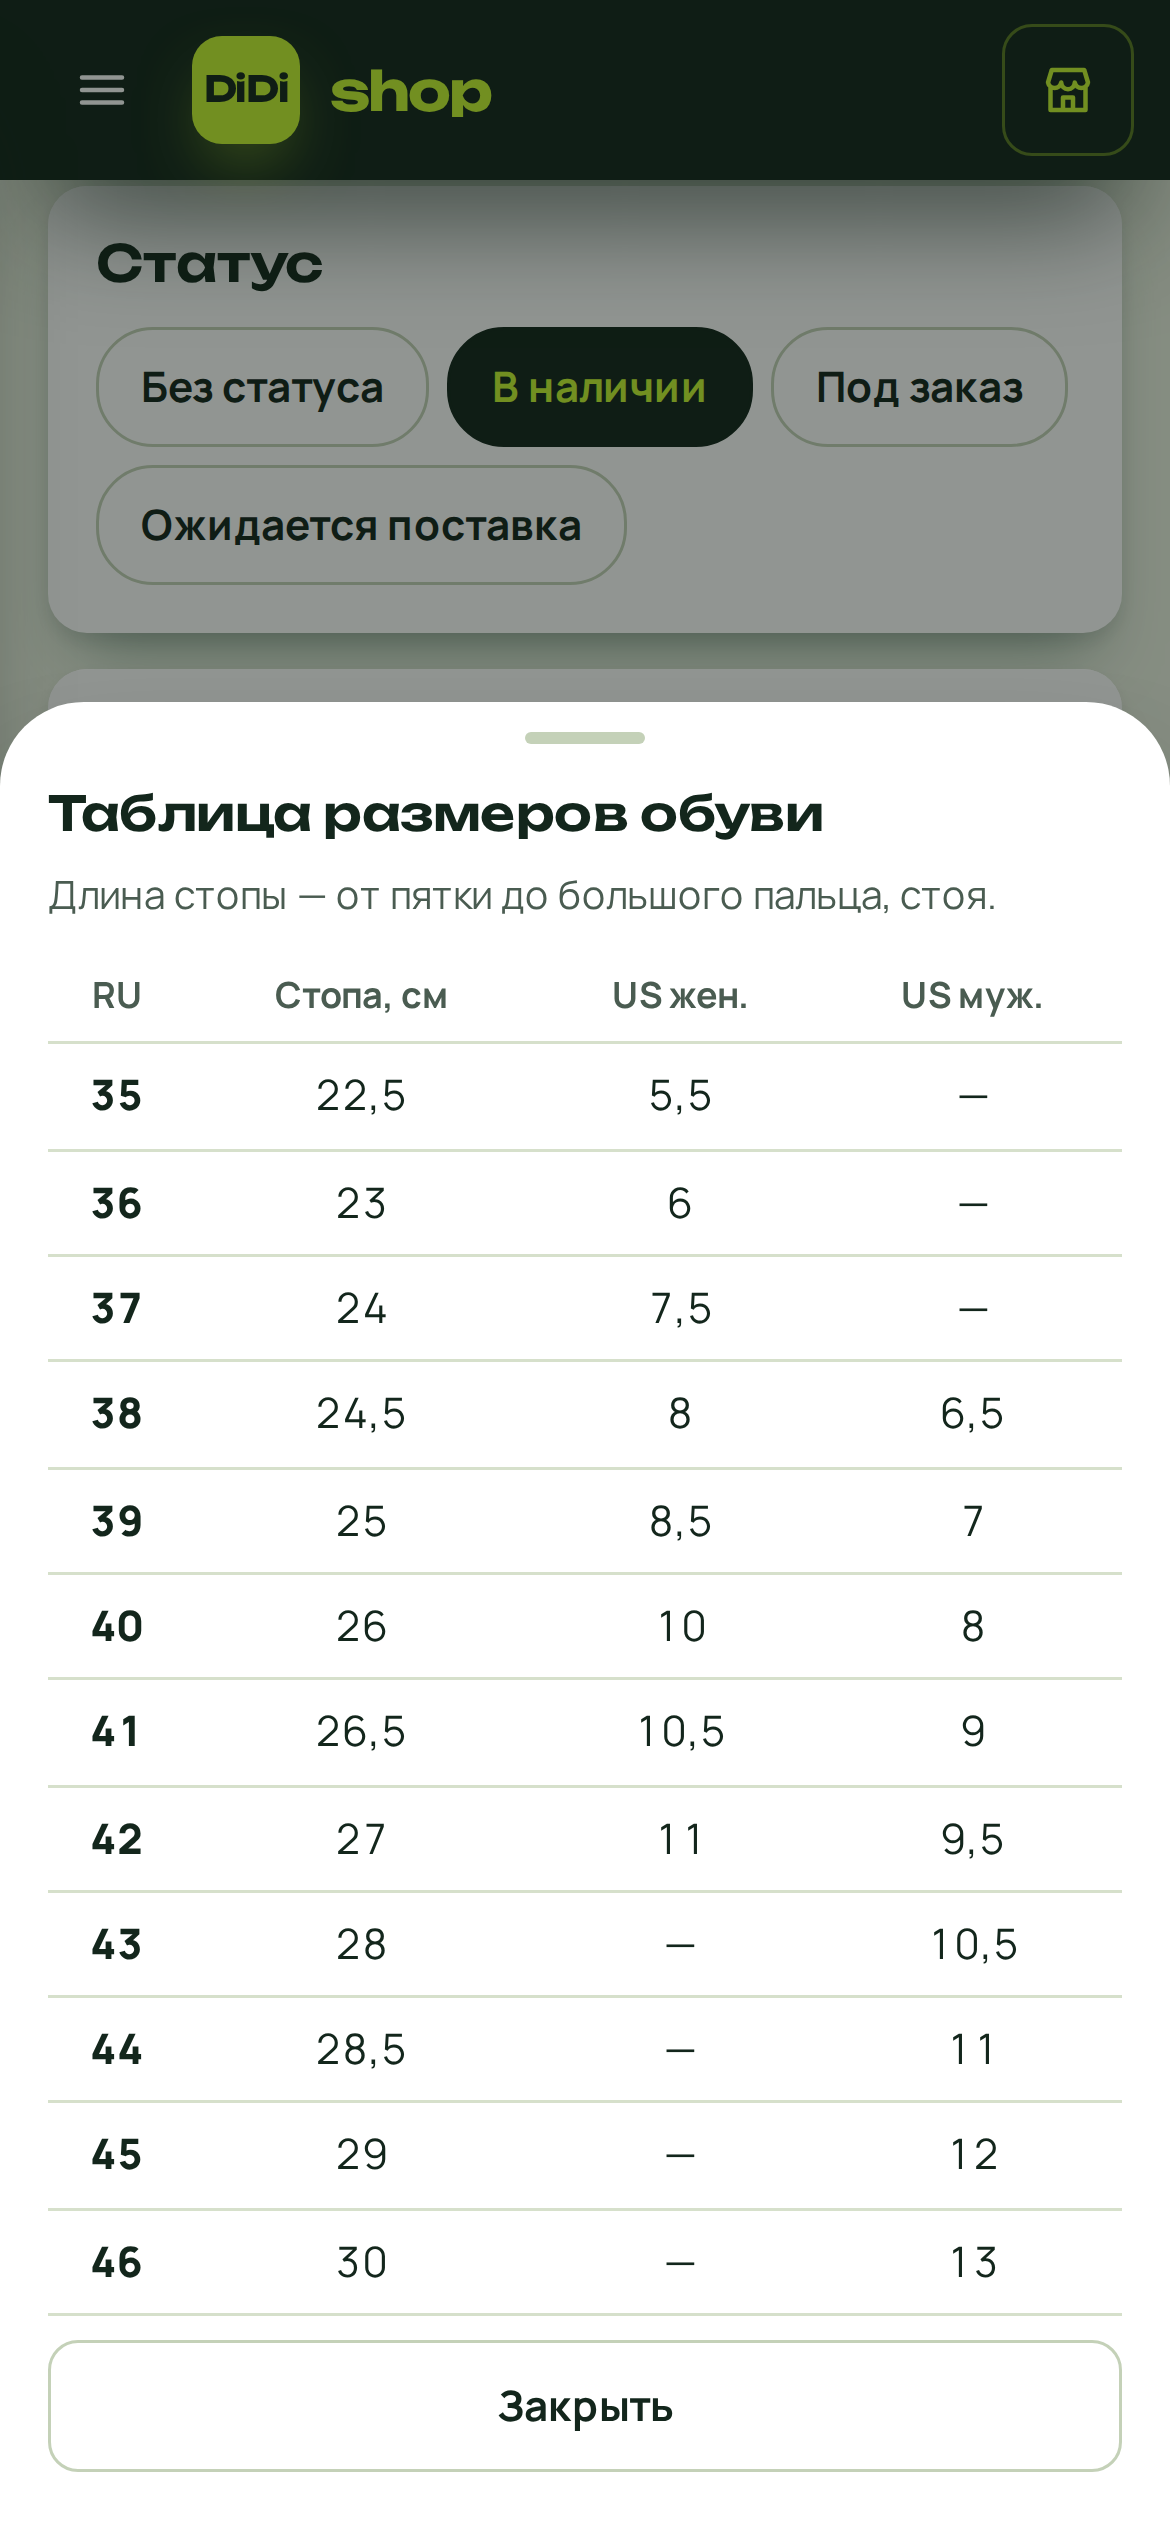 DiDi shop
Статус
Без статуса В наличии Под заказ
Ожидается поставка
Таблица размеров обуви
Длина стопы — от пятки до большого пальца, стоя.
RU Стопа, см US жен. US муж.
35 22,5 5,5 —
36 23 6 —
37 24 7,5 —
38 24,5 8 6,5
39 25 8,5 7
40 26 10 8
41 26,5 10,5 9
42 27 11 9,5
43 28 — 10,5
44 28,5 — 11
45 29 — 12
46 30 — 13
Закрыть